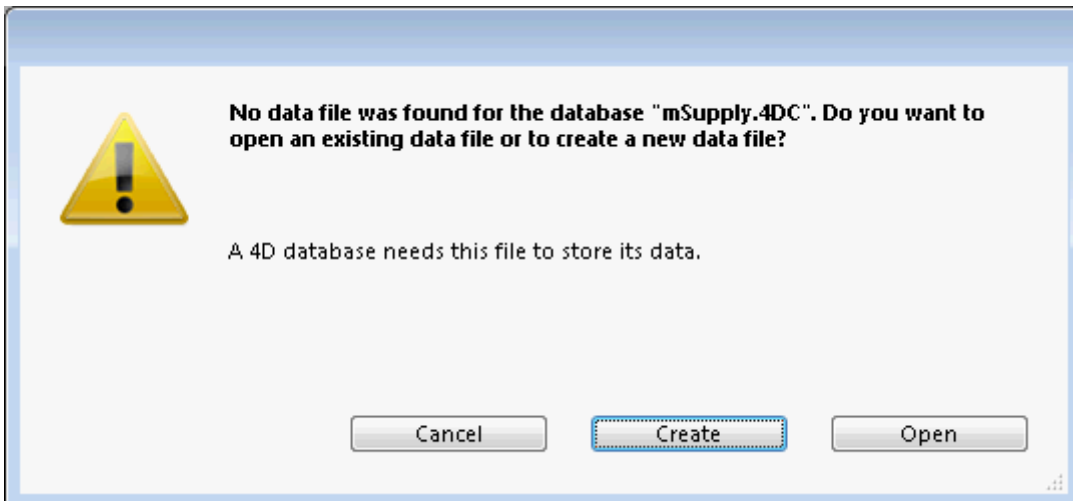 No data file was found for the database "mSupply.4DC". Do you want to
open an existing data file or to create a new data file?
A 4D database needs this file to store its data.
Cancel
Create
Open